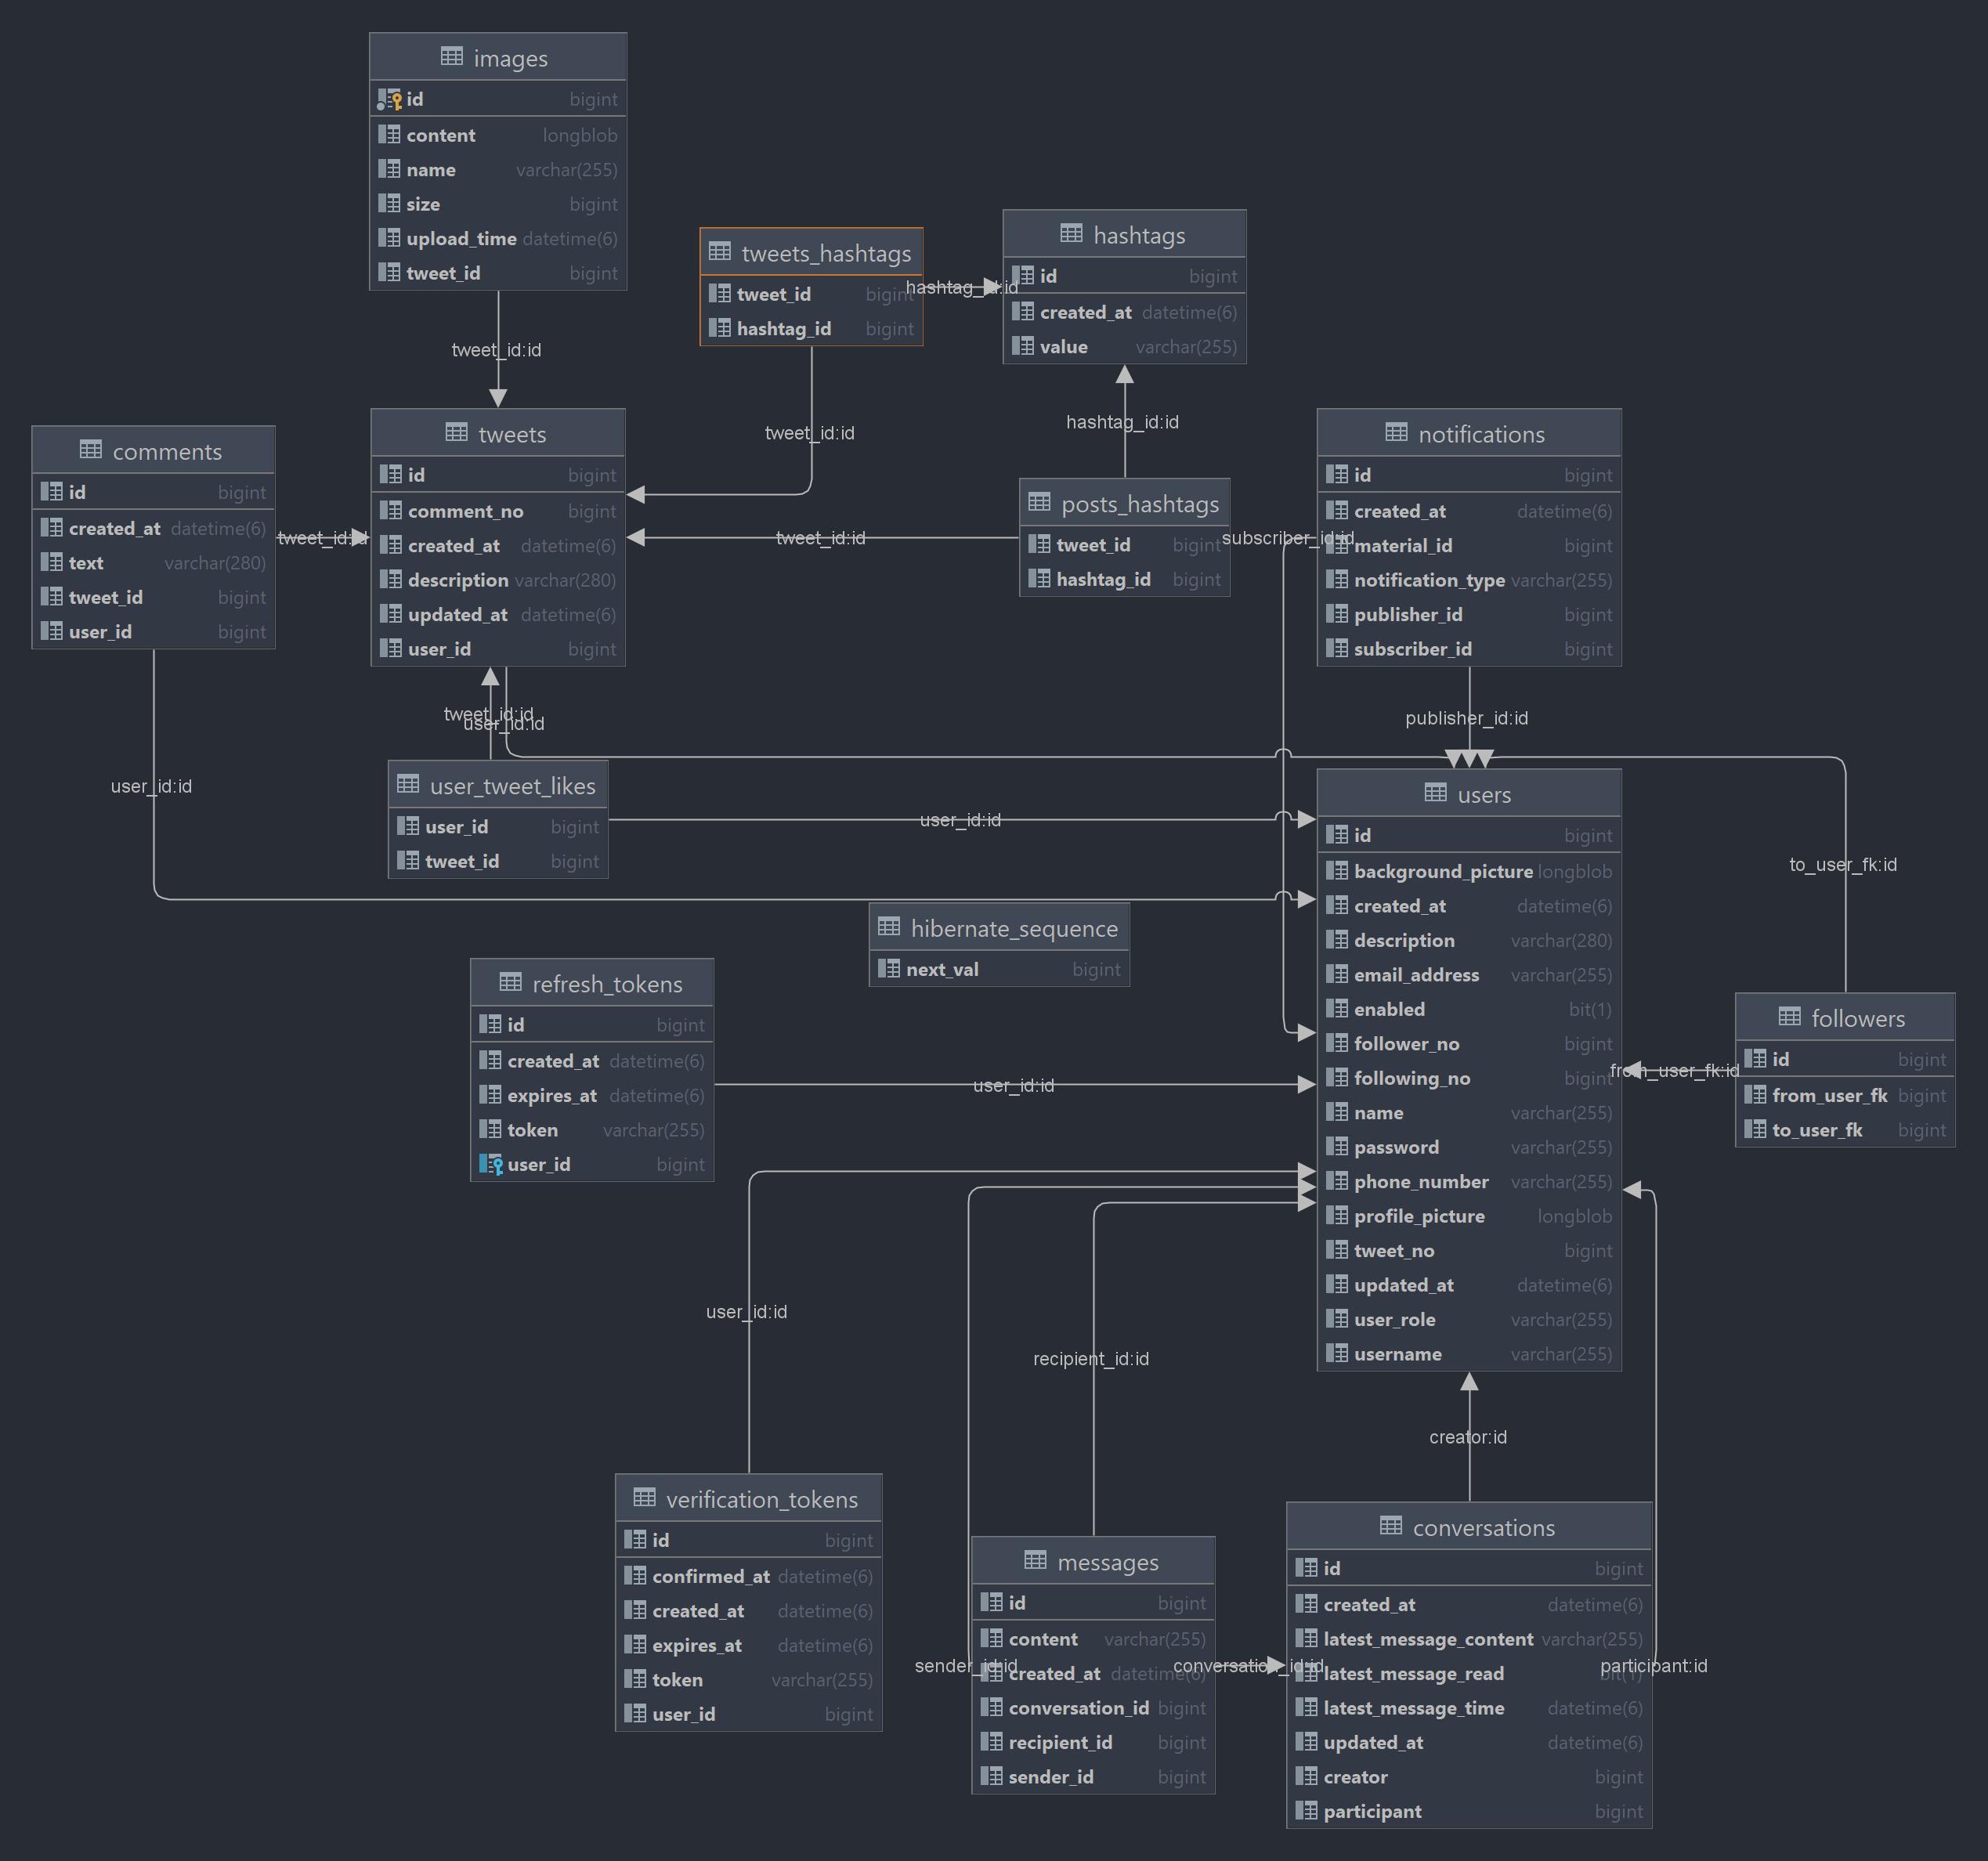 images
id bigint
content longblob
name varchar(255)
size bigint
upload_time datetime(6)
tweet_id bigint
tweet_id:id
tweets_hashtags
tweet_id bigint
hashtag_id bigint
hashtag_id:id
tweet_id:id
hashtags
id bigint
created_at datetime(6)
value varchar(255)
hashtag_id:id
comments
id bigint
created_at datetime(6)
text varchar(280)
tweet_id bigint
user_id bigint
tweet_id:id
user_id:id
tweets
id bigint
comment_no bigint
created_at datetime(6)
description varchar(280)
updated_at datetime(6)
user_id bigint
tweet_id:id
user_id:id
posts_hashtags
tweet_id bigint
hashtag_id bigint
tweet_id:id
notifications
id bigint
created_at datetime(6)
material_id bigint
notification_type varchar(255)
publisher_id bigint
subscriber_id bigint
subscriber_id:id
publisher_id:id
user_tweet_likes
user_id bigint
tweet_id bigint
user_id:id
users
id bigint
background_picture longblob
created_at datetime(6)
description varchar(280)
email_address varchar(255)
enabled bit(1)
follower_no bigint
following_no bigint
name varchar(255)
password varchar(255)
phone_number varchar(255)
profile_picture longblob
tweet_no bigint
updated_at datetime(6)
user_role varchar(255)
username varchar(255)
to_user_fk:id
hibernate_sequence
next_val bigint
refresh_tokens
id bigint
created_at datetime(6)
expires_at datetime(6)
token varchar(255)
user_id bigint
user_id:id
followers
id bigint
from_user_fk bigint
to_user_fk bigint
from_user_fk:id
user_id:id
recipient_id:id
creator:id
verification_tokens
id bigint
confirmed_at datetime(6)
created_at datetime(6)
expires_at datetime(6)
token varchar(255)
user_id bigint
messages
id bigint
content varchar(255)
created_at datetime(6)
conversation_id bigint
recipient_id bigint
sender_id bigint
sender_id:id
conversation_id:id
conversations
id bigint
created_at datetime(6)
latest_message_content varchar(255)
latest_message_read bit(1)
latest_message_time datetime(6)
updated_at datetime(6)
creator bigint
participant bigint
participant:id